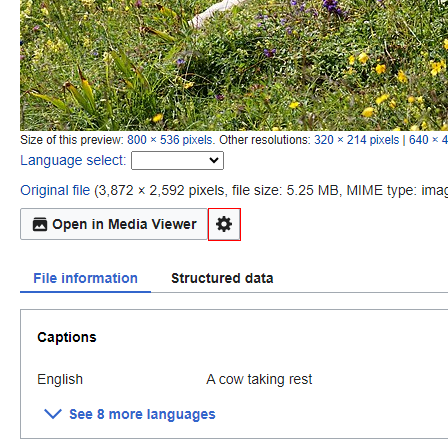 Size of this preview: 800 × 536 pixels. Other resolutions: 320 × 214 pixels | 640 × 4
Language select:
Original file (3,872 × 2,592 pixels, file size: 5.25 MB, MIME type: imag
Open in Media Viewer
File information Structured data
Captions
English A cow taking rest
See 8 more languages